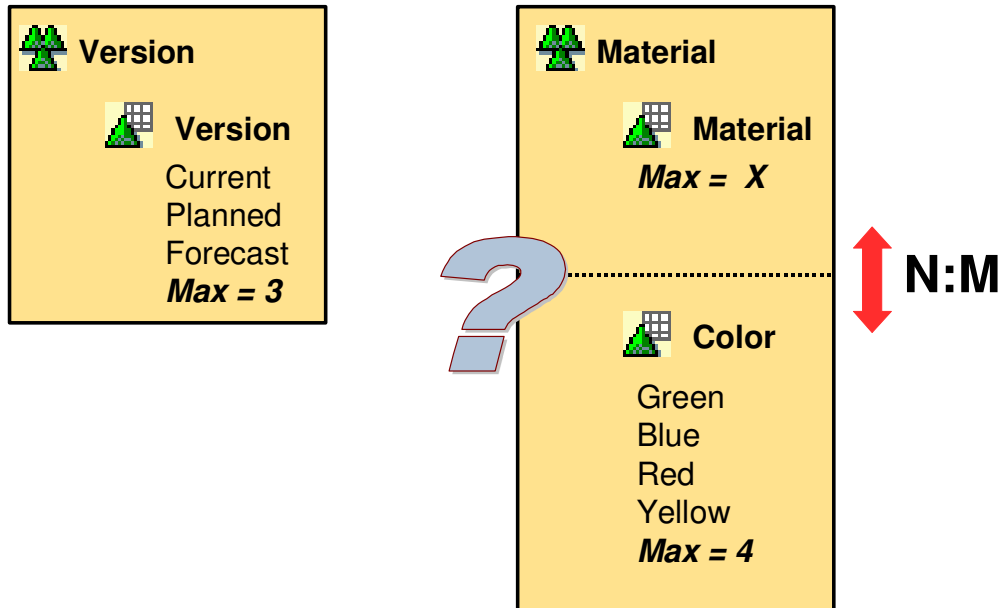 Version
Version
Current
Planned
Forecast
Max = 3
Material
Material
Max = X
?
N:M
Color
Green
Blue
Red
Yellow
Max = 4